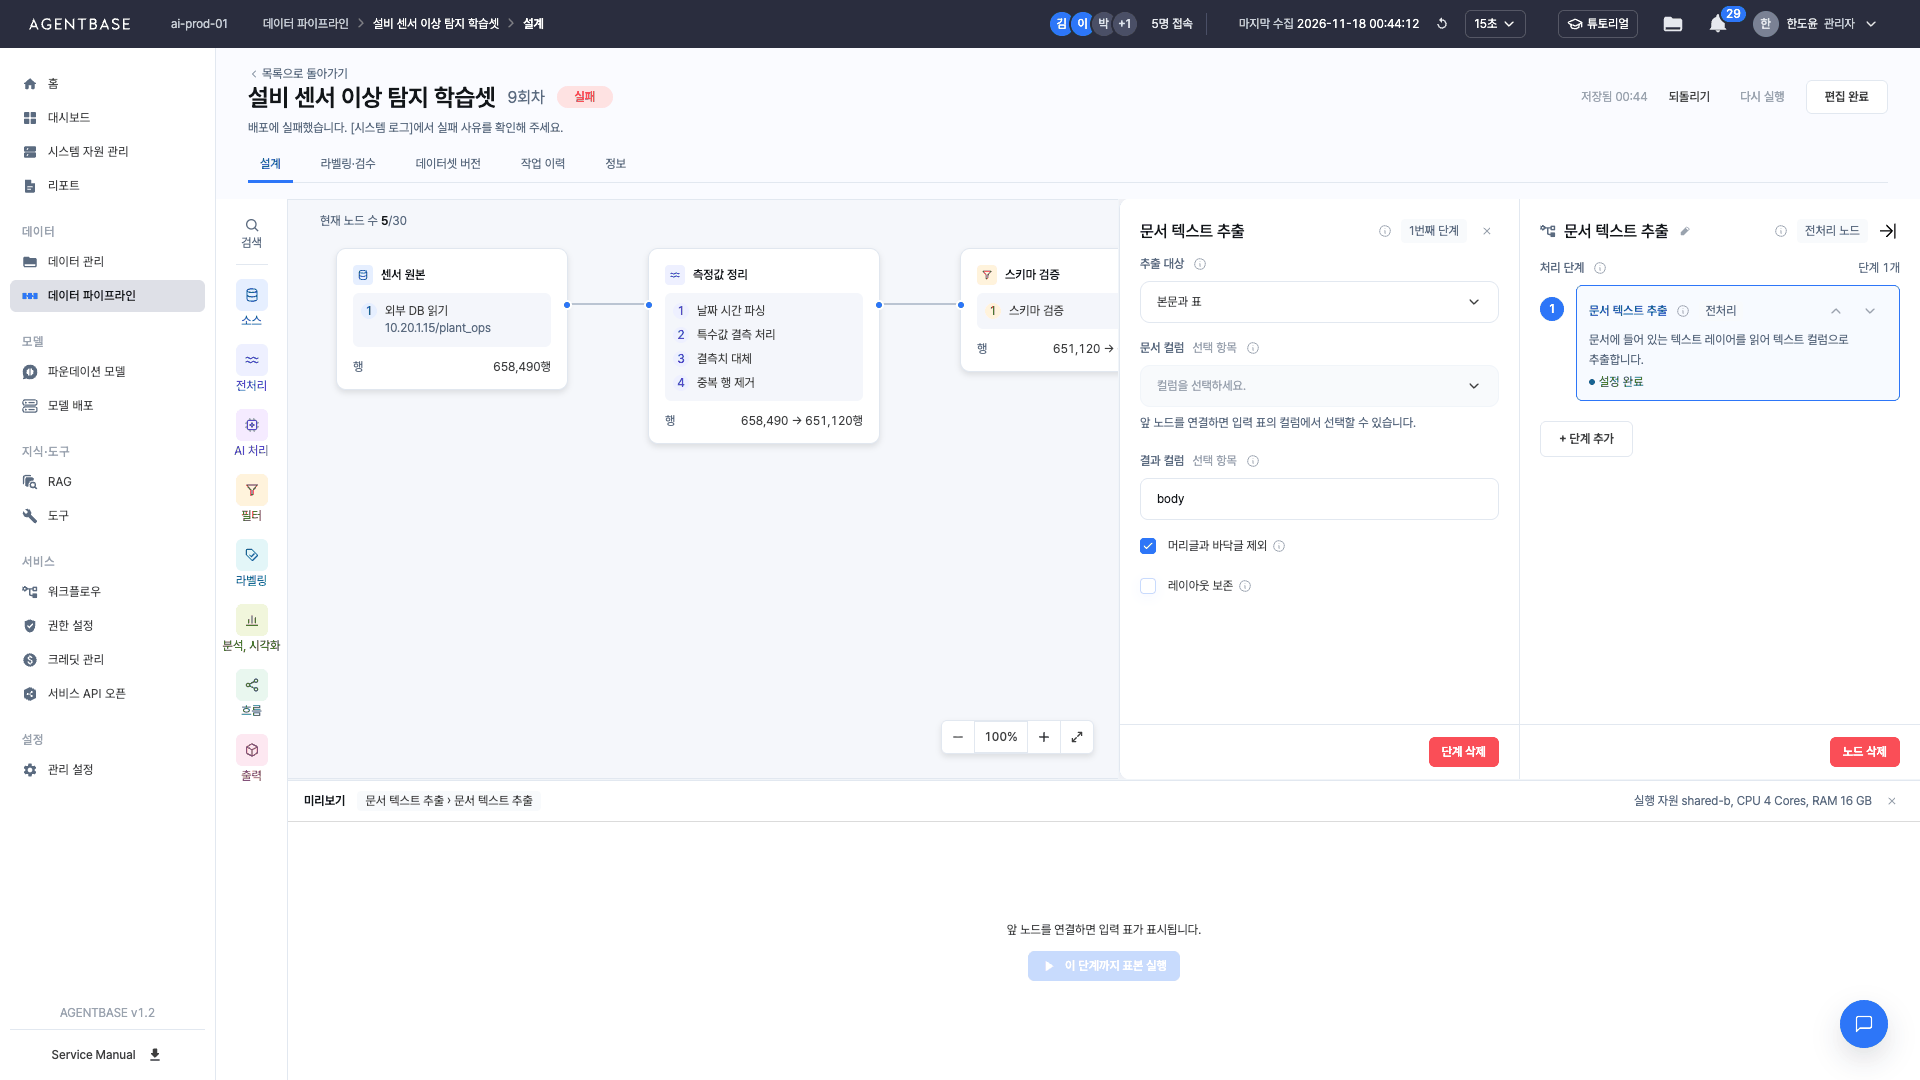 AGENTBASE
ai-prod-01
데이터 파이프라인
설비 센서 이상 탐지 학습셋
설계
김
이
박
+1
5명 접속
마지막 수집 2026-11-18 00:44:12
15초
튜토리얼
29
한
한도윤 관리자
홈
대시보드
시스템 자원 관리
리포트
데이터
데이터 관리
데이터 파이프라인
모델
파운데이션 모델
모델 배포
지식·도구
RAG
도구
서비스
워크플로우
권한 설정
크레딧 관리
서비스 API 오픈
설정
관리 설정
AGENTBASE v1.2
Service Manual
목록으로 돌아가기
설비 센서 이상 탐지 학습셋 9회차 실패
배포에 실패했습니다. [시스템 로그]에서 실패 사유를 확인해 주세요.
저장됨 00:44
되돌리기
다시 실행
편집 완료
설계
라벨링·검수
데이터셋 버전
작업 이력
정보
검색
소스
전처리
AI 처리
필터
라벨링
분석, 시각화
흐름
출력
현재 노드 수 5/30
센서 원본
1 외부 DB 읽기
10.20.1.15/plant_ops
행 658,490행
측정값 정리
1 날짜 시간 파싱
2 특수값 결측 처리
3 결측치 대체
4 중복 행 제거
행 658,490 → 651,120행
스키마 검증
1 스키마 검증
행 651,120 →
100%
문서 텍스트 추출
1번째 단계
추출 대상
본문과 표
문서 컬럼 선택 항목
컬럼을 선택하세요.
앞 노드를 연결하면 입력 표의 컬럼에서 선택할 수 있습니다.
결과 컬럼 선택 항목
body
머리글과 바닥글 제외
레이아웃 보존
단계 삭제
문서 텍스트 추출
전처리 노드
처리 단계
단계 1개
1
문서 텍스트 추출 전처리
문서에 들어 있는 텍스트 레이어를 읽어 텍스트 컬럼으로
추출합니다.
설정 완료
+ 단계 추가
노드 삭제
미리보기
문서 텍스트 추출 › 문서 텍스트 추출
실행 자원 shared-b, CPU 4 Cores, RAM 16 GB
앞 노드를 연결하면 입력 표가 표시됩니다.
이 단계까지 표본 실행